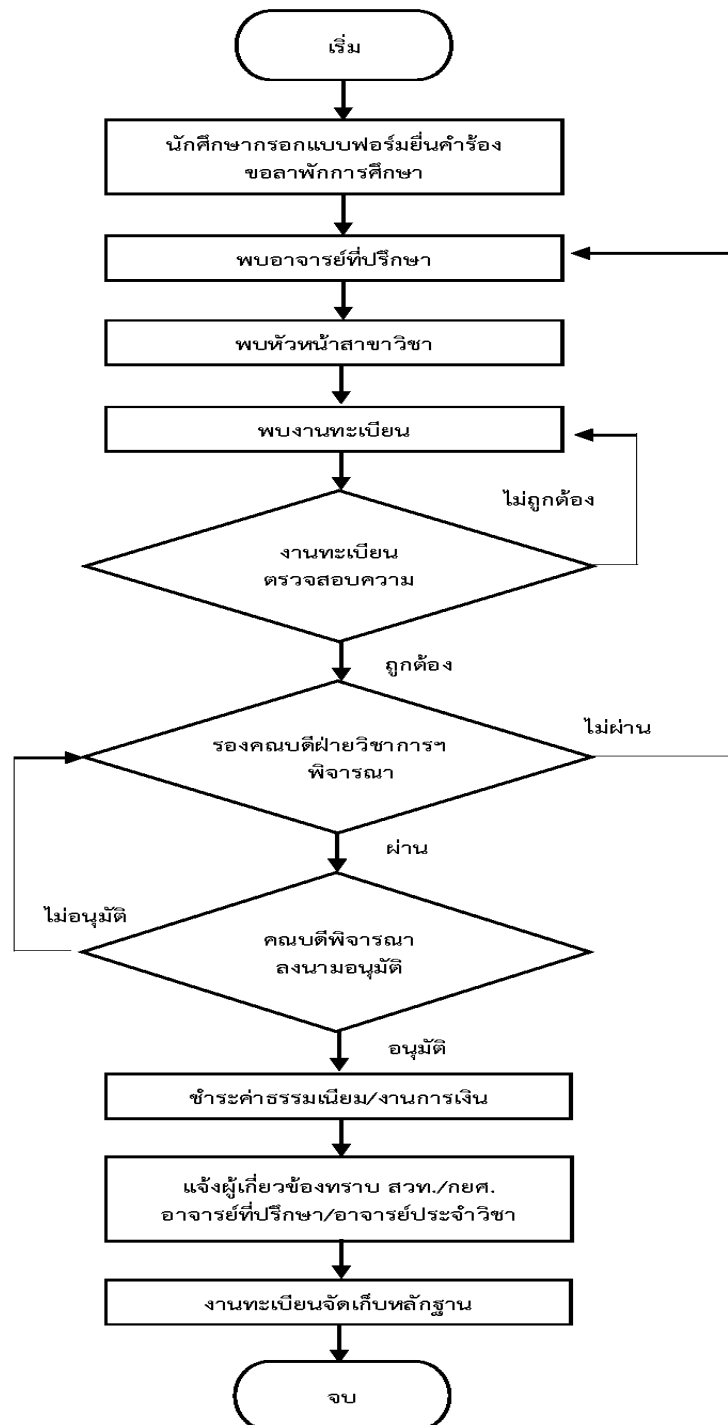 เริ่ม
นักศึกษากรอกแบบฟอร์มยื่นคำร้อง
ขอลาพักการศึกษา
พบอาจารย์ที่ปรึกษา
พบหัวหน้าสาขาวิชา
พบงานทะเบียน
ไม่ถูกต้อง
งานทะเบียน
ตรวจสอบความ
ถูกต้อง
ไม่ผ่าน
รองคณบดีฝ่ายวิชาการฯ
พิจารณา
ผ่าน
ไม่อนุมัติ
คณบดีพิจารณา
ลงนามอนุมัติ
อนุมัติ
ชำระค่าธรรมเนียม/งานการเงิน
แจ้งผู้เกี่ยวข้องทราบ สวท./กยศ.
อาจารย์ที่ปรึกษา/อาจารย์ประจำวิชา
งานทะเบียนจัดเก็บหลักฐาน
จบ